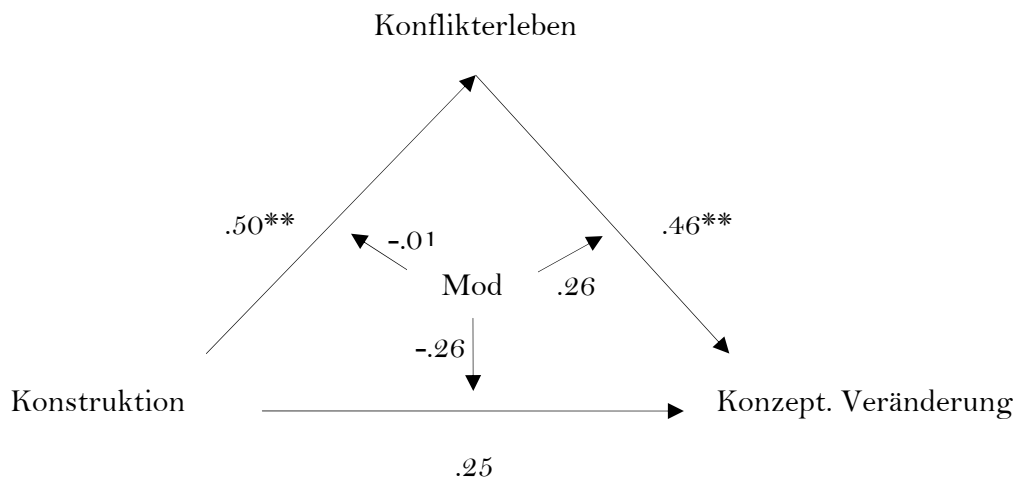 Konflikterleben
.50**
.46**
-.01
Mod
.26
-.26
Konstruktion
Konzept. Veränderung
.25